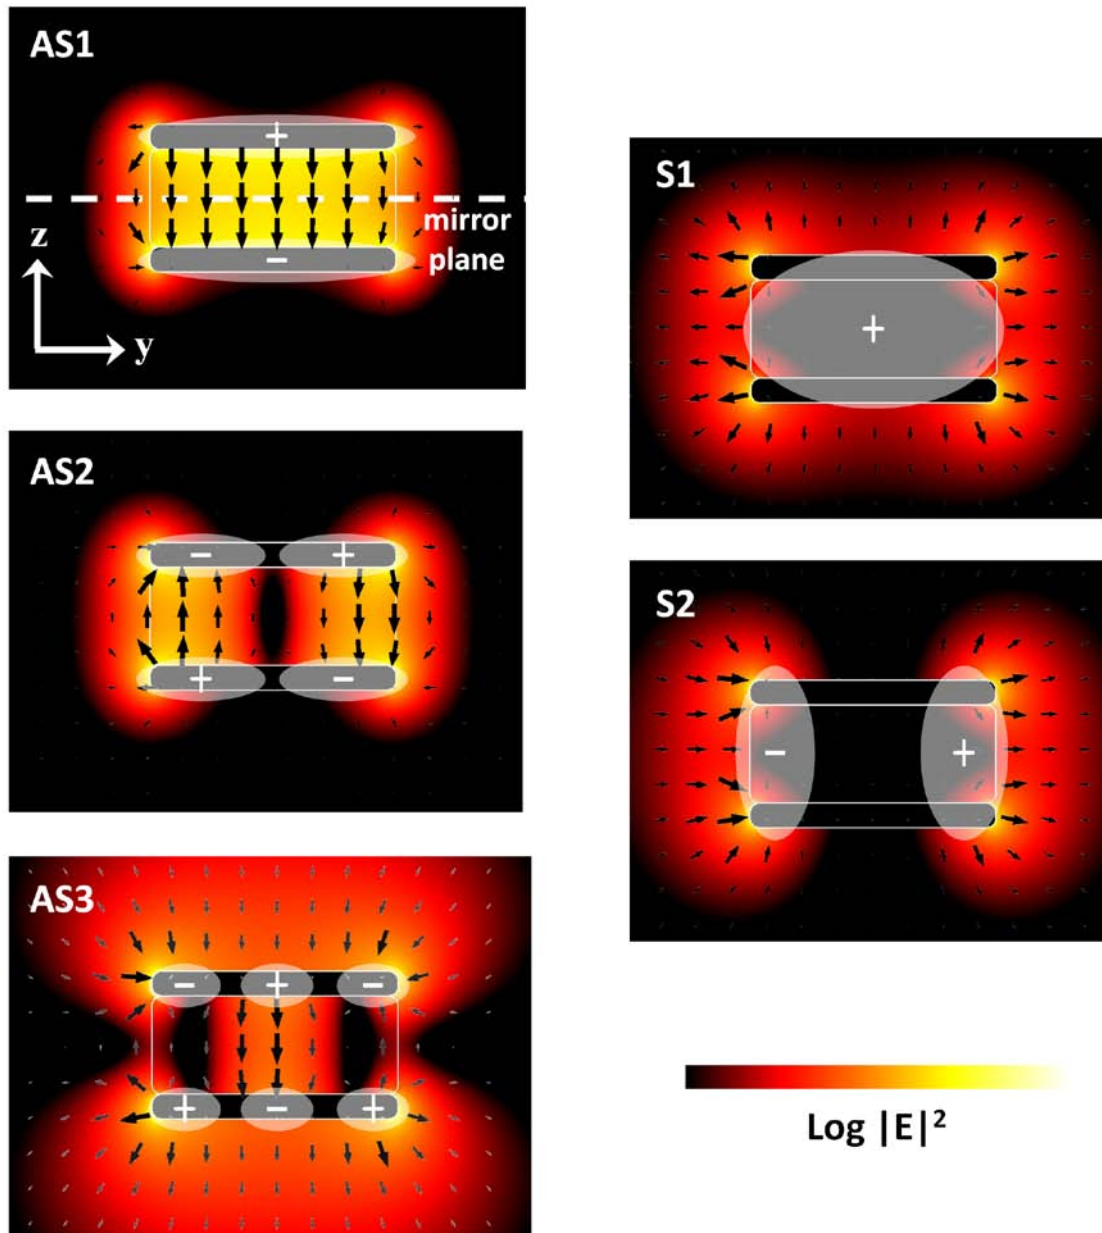 AS1
+
mirror
plane
−
z
y
S1
+
AS2
− +
+ −
S2
− +
AS3
− + −
+ − +
Log |E|²